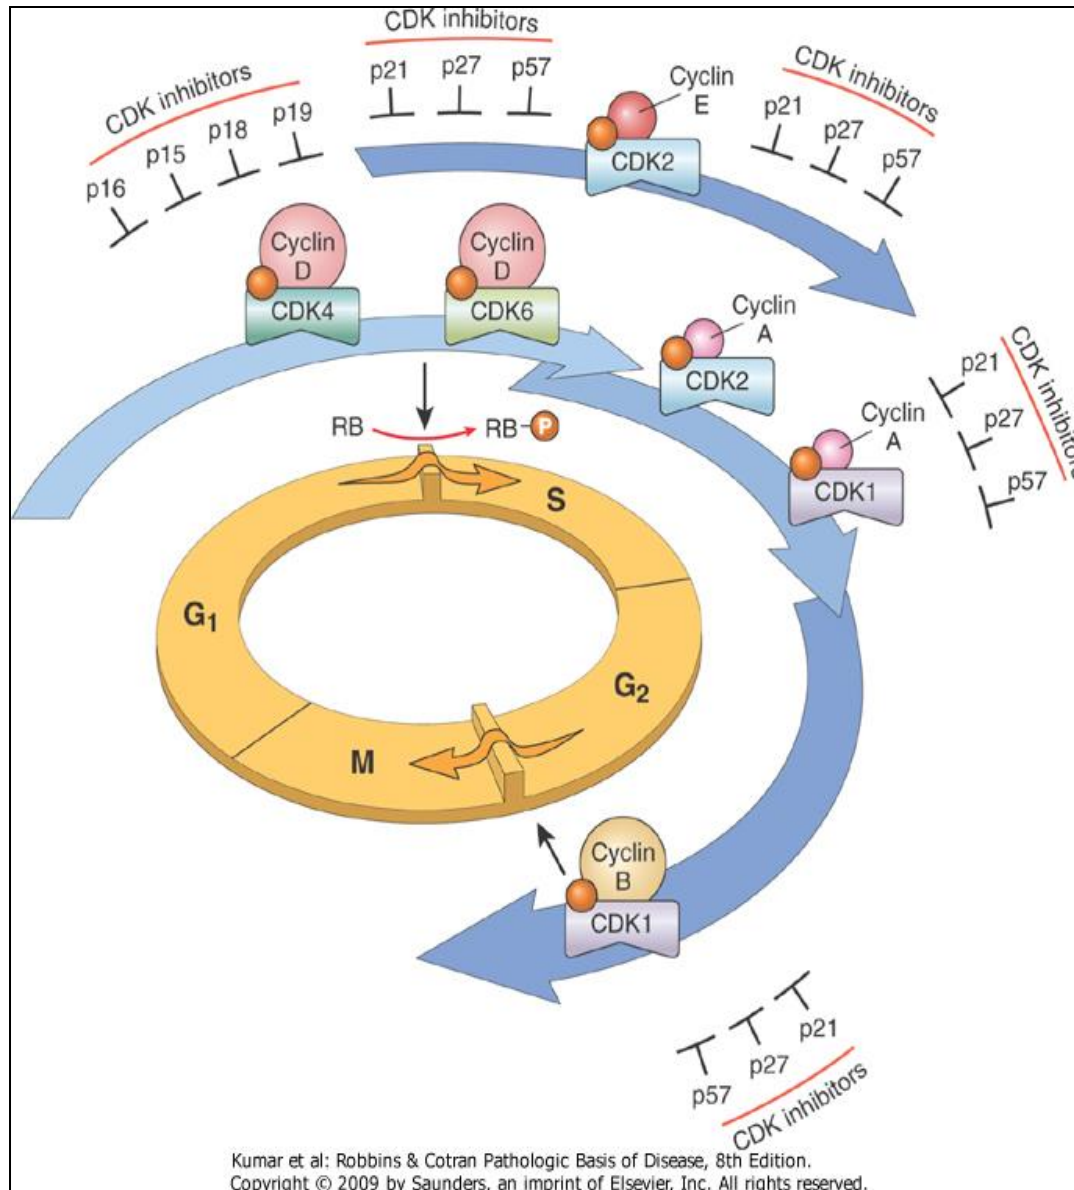 CDK inhibitors
p16
p15
p18
p19
CDK inhibitors
p21
p27
p57
Cyclin
E
CDK2
CDK inhibitors
p21
p27
p57
Cyclin
D
CDK4
Cyclin
D
CDK6
Cyclin
A
CDK2
Cyclin
A
CDK1
CDK inhibitors
p21
p27
p57
RB
RB-P
S
G1
G2
M
Cyclin
B
CDK1
p57
p27
p21
CDK inhibitors
Kumar et al: Robbins & Cotran Pathologic Basis of Disease, 8th Edition.
Copyright © 2009 by Saunders, an imprint of Elsevier, Inc. All rights reserved.